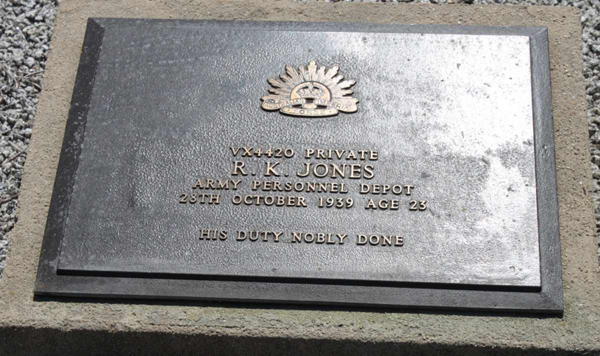 VX4420 PRIVATE
R. K. JONES
ARMY PERSONNEL DEPOT
28TH OCTOBER 1939 AGE 23
HIS DUTY NOBLY DONE